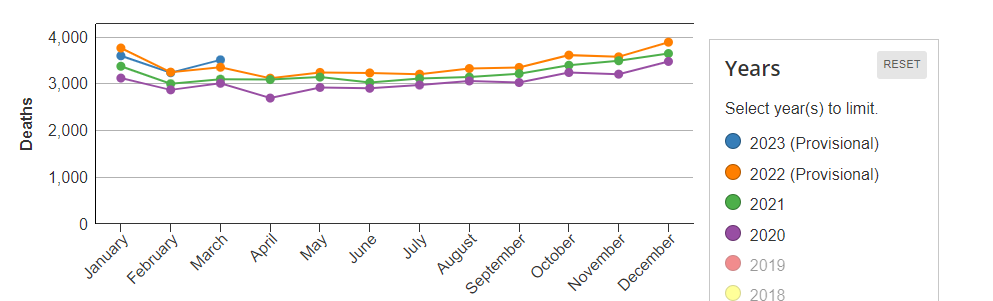 4,000
3,000
2,000
1,000
0
Deaths
January
February
March
April
May
June
July
August
September
October
November
December
Years
RESET
Select year(s) to limit.
2023 (Provisional)
2022 (Provisional)
2021
2020
2019
2018